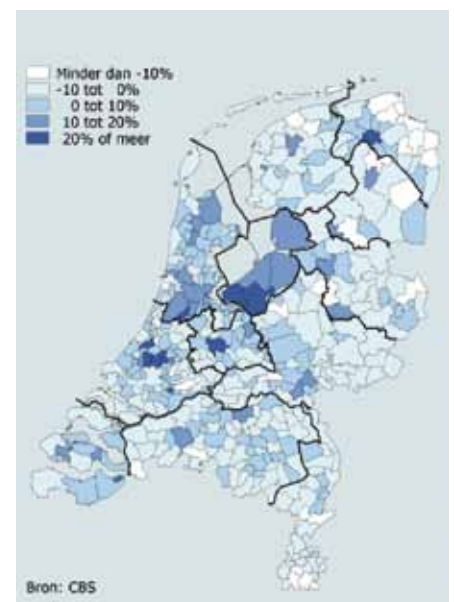 Minder dan -10%
-10 tot 0%
0 tot 10%
10 tot 20%
20% of meer
Bron: CBS